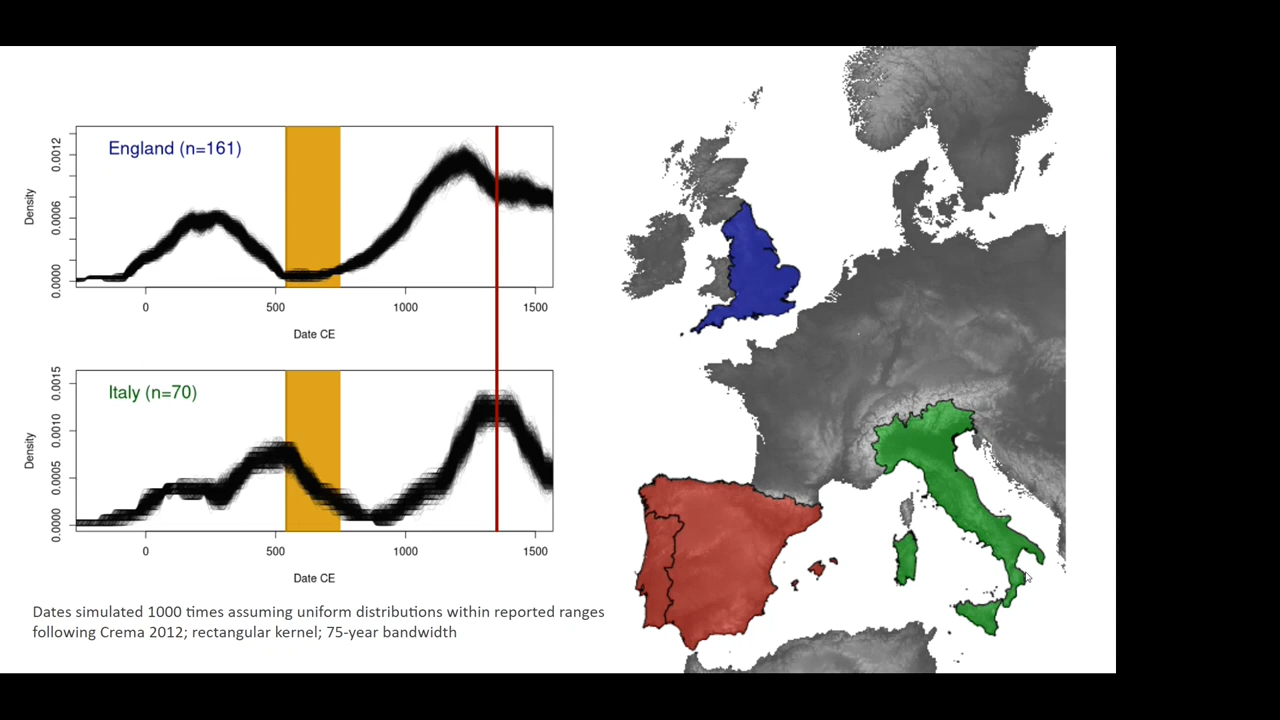 England (n=161)
Density
0.0012
0.0006
0.0000
0
500
1000
1500
Date CE
Italy (n=70)
Density
0.0015
0.0010
0.0005
0.0000
0
500
1000
1500
Date CE
Dates simulated 1000 times assuming uniform distributions within reported ranges
following Crema 2012; rectangular kernel; 75-year bandwidth